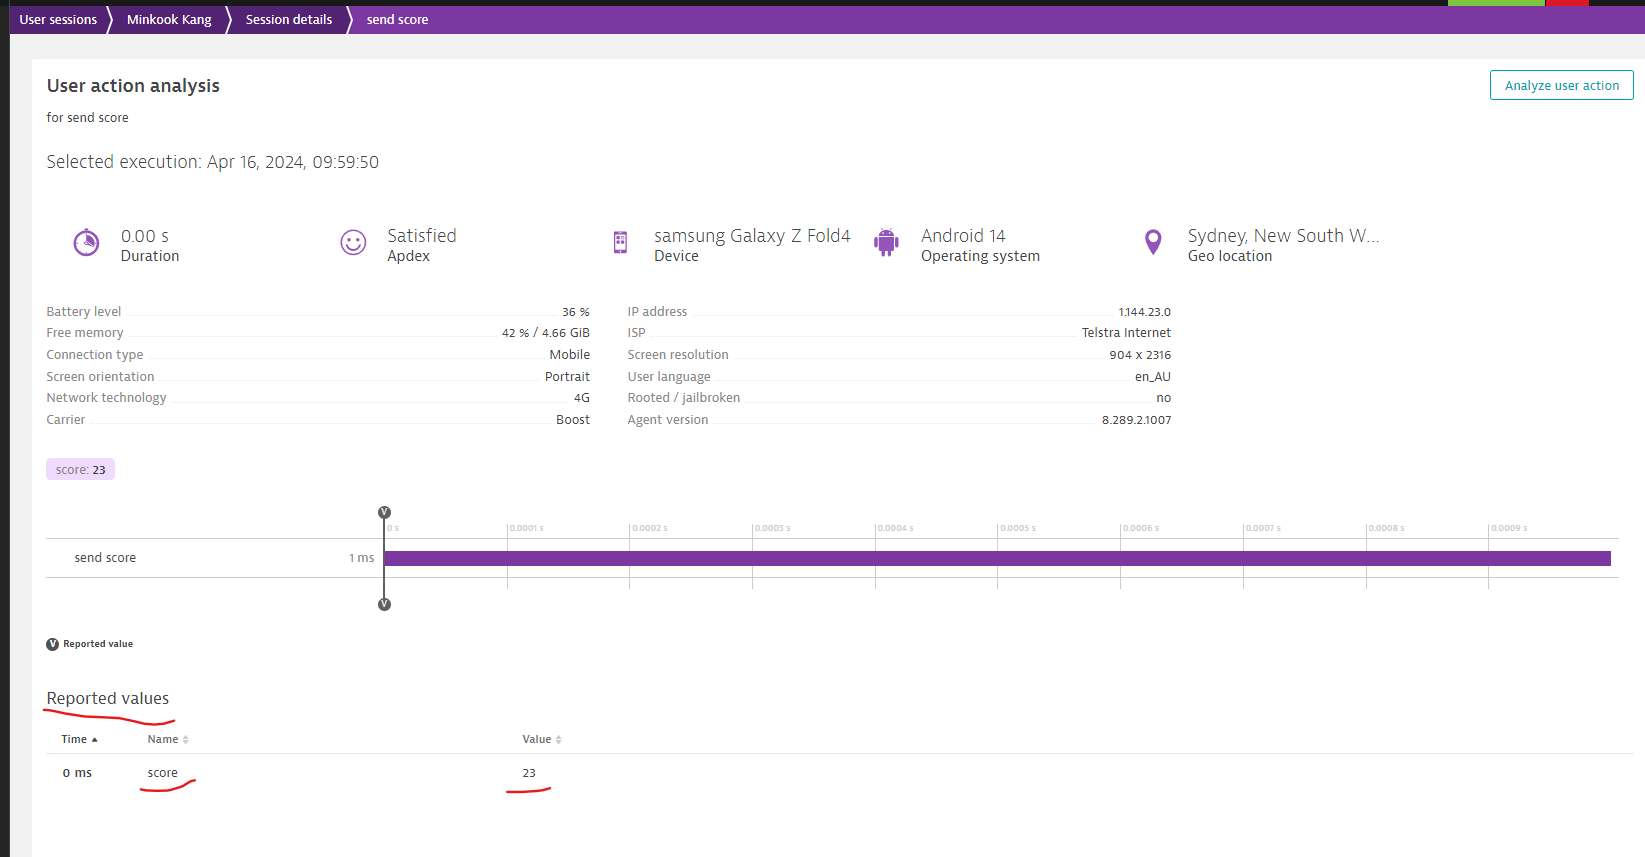 User sessions Minkook Kang Session details send score
User action analysis
Analyze user action
for send score
Selected execution: Apr 16, 2024, 09:59:50
0.00 s Satisfied samsung Galaxy Z Fold4 Android 14 Sydney, New South W...
Duration Apdex Device Operating system Geo location
Battery level 36 % IP address 1.144.23.0
Free memory 42 % / 4.66 GiB ISP Telstra Internet
Connection type Mobile Screen resolution 904 x 2316
Screen orientation Portrait User language en_AU
Network technology 4G Rooted / jailbroken no
Carrier Boost Agent version 8.289.2.1007
score: 23
V
0 s 0.0001 s 0.0002 s 0.0003 s 0.0004 s 0.0005 s 0.0006 s 0.0007 s 0.0008 s 0.0009 s
send score 1 ms
V
V Reported value
Reported values
Time Name Value
0 ms score 23